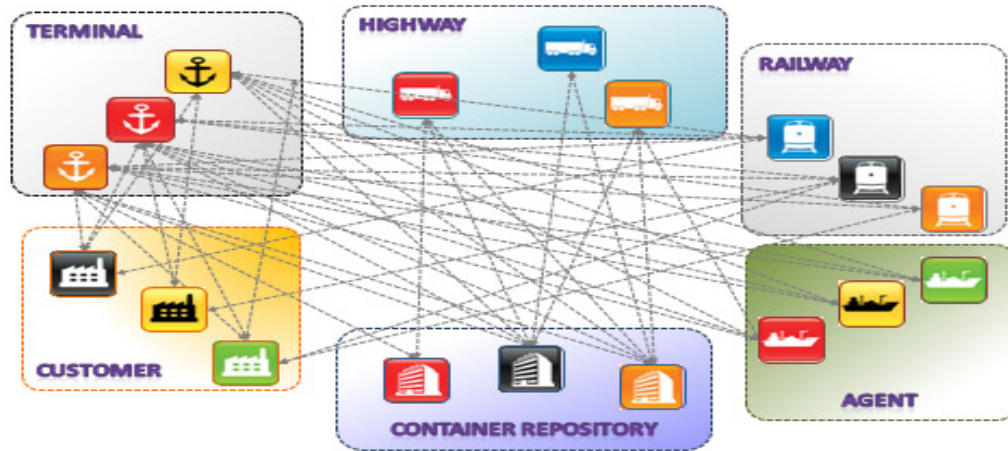 TERMINAL
HIGHWAY
RAILWAY
CUSTOMER
CONTAINER REPOSITORY
AGENT